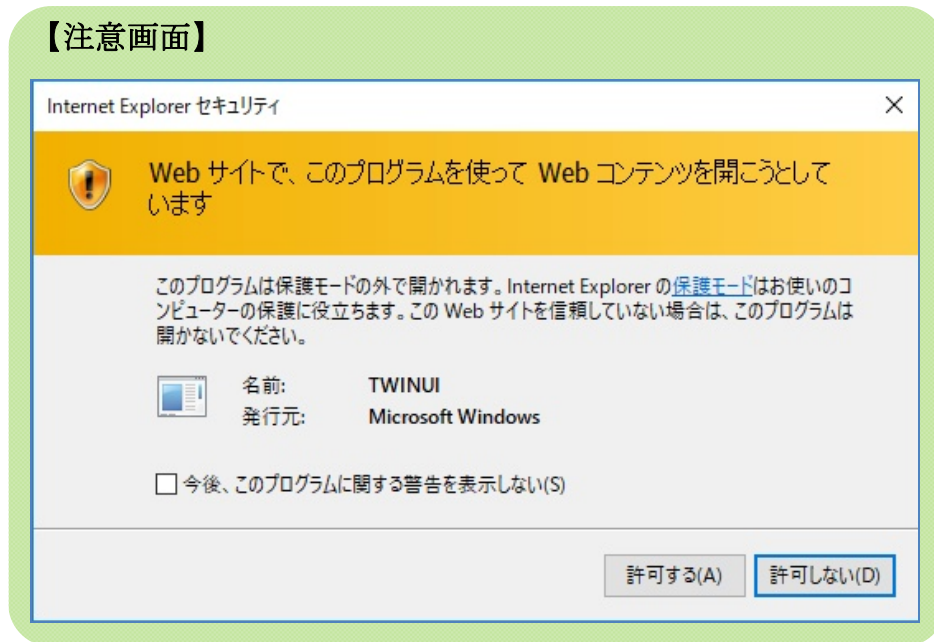 【注意画面】
Internet Explorer セキュリティ
Web サイトで、このプログラムを使って Web コンテンツを開こうとして
います
このプログラムは保護モードの外で開かれます。Internet Explorer の保護モードはお使いのコ
ンピューターの保護に役立ちます。この Web サイトを信頼していない場合は、このプログラムは
開かないでください。
名前: TWINUI
発行元: Microsoft Windows
今後、このプログラムに関する警告を表示しない(S)
許可する(A) 許可しない(D)